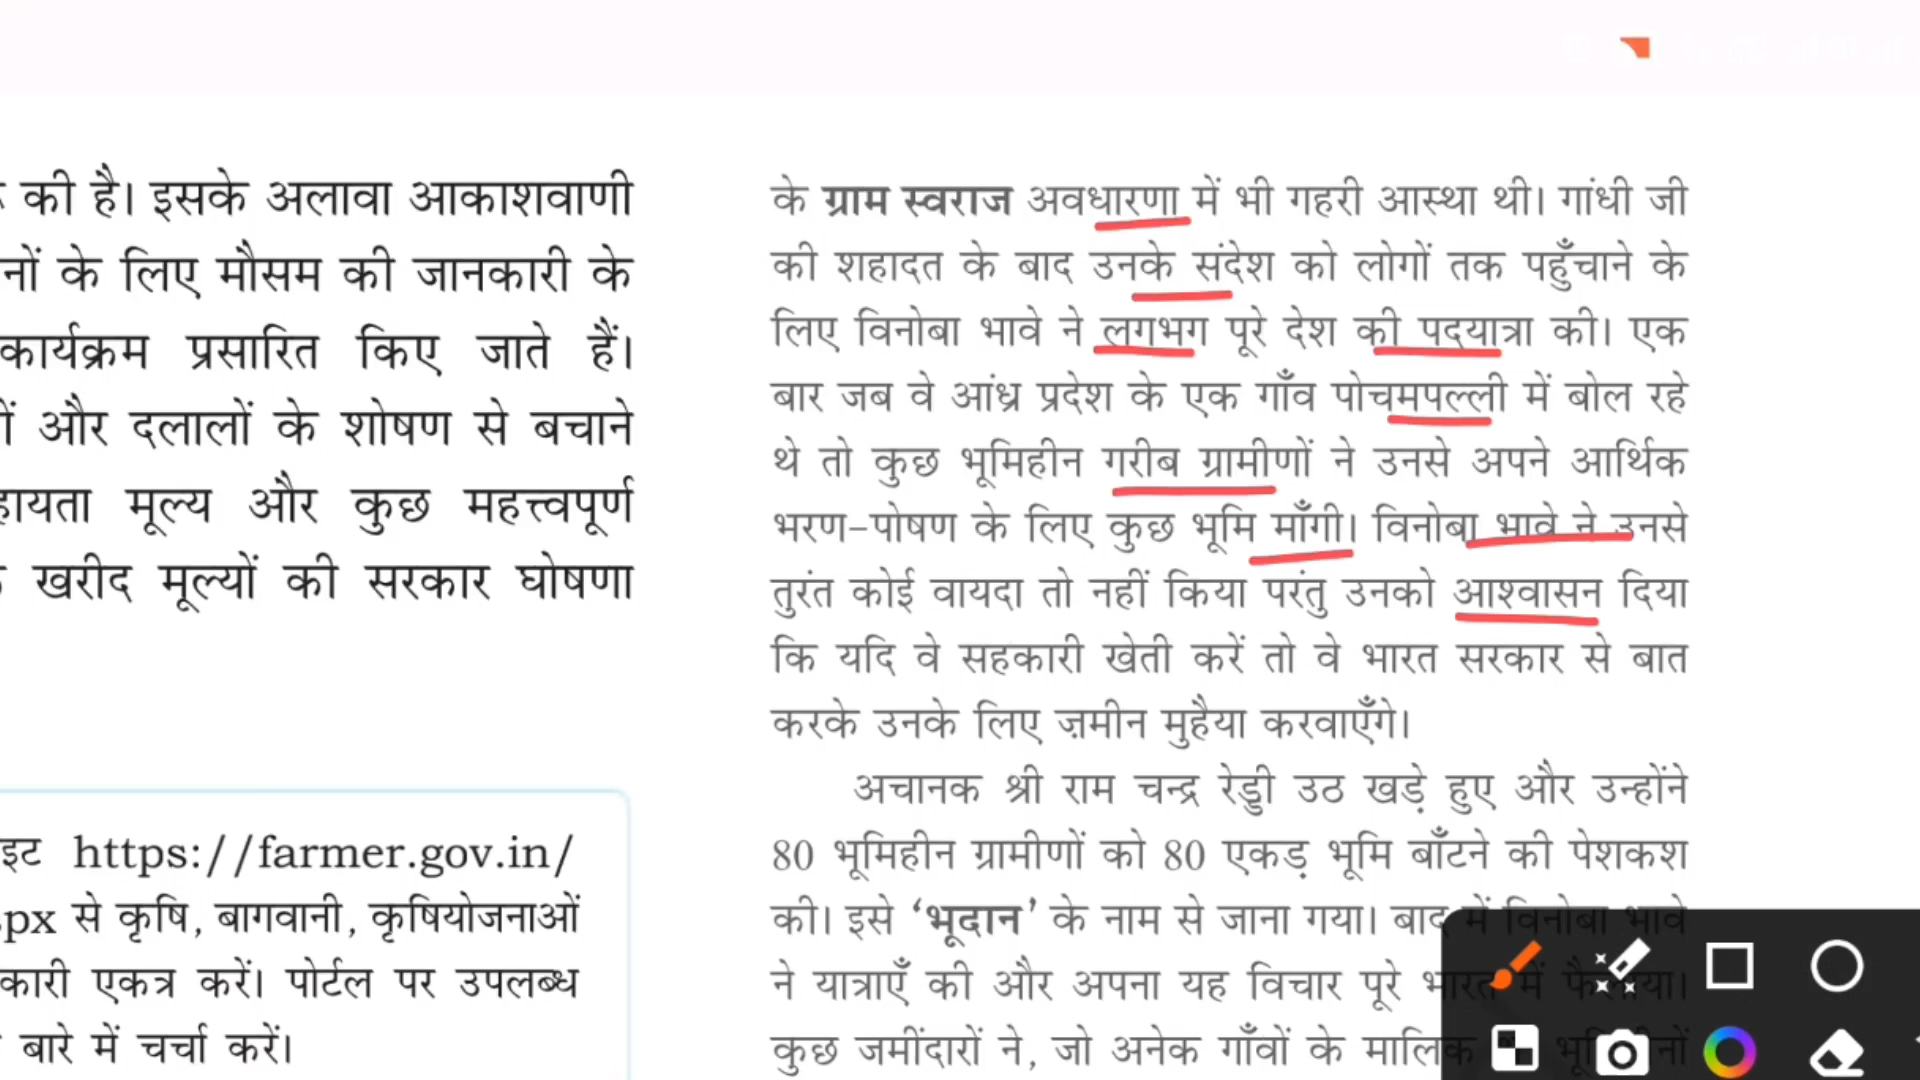 की है। इसके अलावा आकाशवाणी
के लिए मौसम की जानकारी के
कार्यक्रम प्रसारित किए जाते हैं।
और दलालों के शोषण से बचाने
मूल्य और कुछ महत्त्वपूर्ण
खरीद मूल्यों की सरकार घोषणा
https://farmer.gov.in/
से कृषि, बागवानी, कृषियोजनाओं
एकत्र करें। पोर्टल पर उपलब्ध
बारे में चर्चा करें।
के ग्राम स्वराज अवधारणा में भी गहरी आस्था थी। गांधी जी
की शहादत के बाद उनके संदेश को लोगों तक पहुँचाने के
लिए विनोबा भावे ने लगभग पूरे देश की पदयात्रा की। एक
बार जब वे आंध्र प्रदेश के एक गाँव पोचमपल्ली में बोल रहे
थे तो कुछ भूमिहीन गरीब ग्रामीणों ने उनसे अपने आर्थिक
भरण-पोषण के लिए कुछ भूमि माँगी। विनोबा भावे ने उनसे
तुरंत कोई वायदा तो नहीं किया परंतु उनको आश्वासन दिया
कि यदि वे सहकारी खेती करें तो वे भारत सरकार से बात
करके उनके लिए ज़मीन मुहैया करवाएँगे।
अचानक श्री राम चन्द्र रेड्डी उठ खड़े हुए और उन्होंने
80 भूमिहीन ग्रामीणों को 80 एकड़ भूमि बाँटने की पेशकश
की। इसे ‘भूदान’ के नाम से जाना गया। बाद में विनोबा भावे
ने यात्राएँ की और अपना यह विचार पूरे भारत में फैलाया।
कुछ जमींदारों ने, जो अनेक गाँवों के मालिक